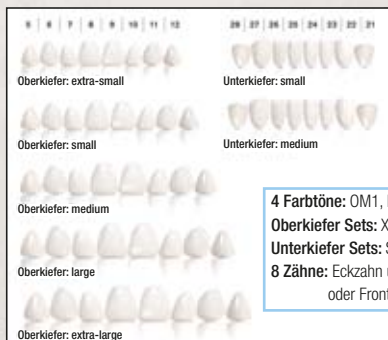 5 6 7 8 9 10 11 12
28 27 26 25 24 23 22 21
Oberkiefer: extra-small
Unterkiefer: small
Oberkiefer: small
Unterkiefer: medium
Oberkiefer: medium
Oberkiefer: large
Oberkiefer: extra-large
4 Farbtöne: OM1,
Oberkiefer Sets: X
Unterkiefer Sets: S
8 Zähne: Eckzahn
oder Front